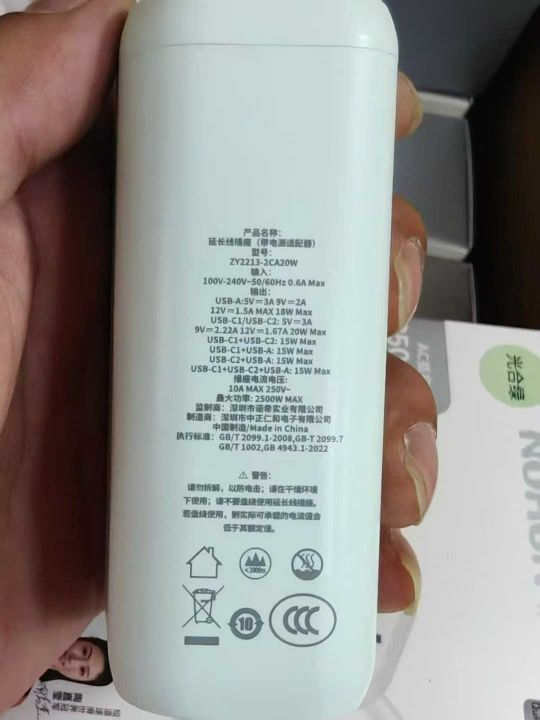 产品名称：
延长线插座（带电源适配器）
型号：
ZY2213-2CA20W
输入：
100V-240V~50/60Hz 0.6A Max
输出：
USB-A:5V⎓3A 9V⎓2A
12V⎓1.5A MAX 18W Max
USB-C1/USB-C2: 5V⎓3A
9V⎓2.22A 12V⎓1.67A 20W Max
USB-C1+USB-C2: 15W Max
USB-C1+USB-A: 15W Max
USB-C2+USB-A: 15W Max
USB-C1+USB-C2+USB-A: 15W Max
插座电流电压：
10A MAX 250V~
最大功率：2500W MAX
监制商：深圳市诺希实业有限公司
制造商：深圳市中正仁和电子有限公司
中国制造/Made in China
执行标准：GB/T 2099.1-2008,GB-T 2099.7
GB/T 1002,GB 4943.1-2022
⚠ 警告：
请勿拆解，以防电击；请在干燥环境
下使用；请不要盘绕使用延长线插座。
若盘绕使用，则实际可承载的电流值会
低于其额定值。
≤2000m
10
CCC
光合绿